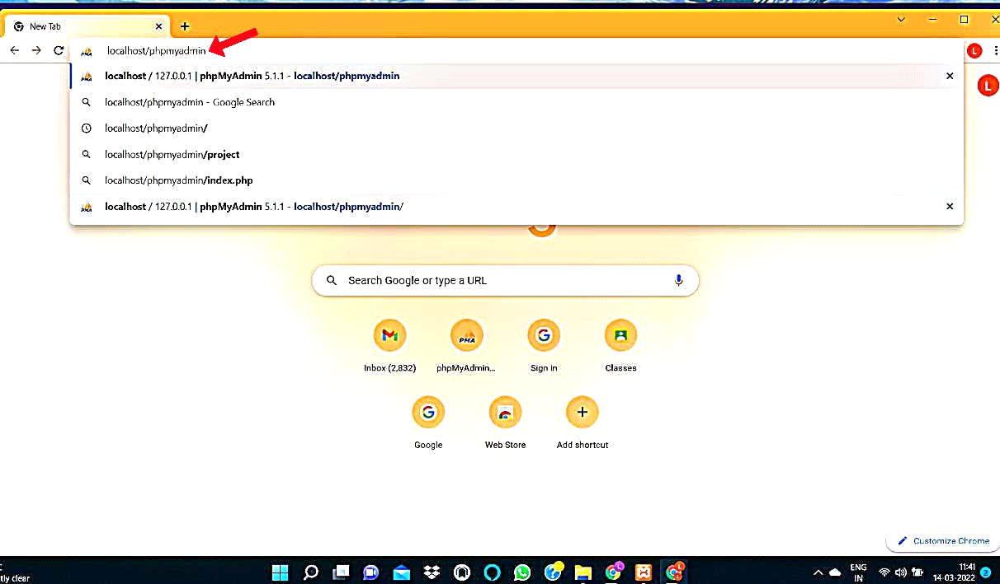 New Tab
localhost/phpmyadmin
L
localhost / 127.0.0.1 | phpMyAdmin 5.1.1 - localhost/phpmyadmin
L
localhost/phpmyadmin - Google Search
localhost/phpmyadmin/
localhost/phpmyadmin/project
localhost/phpmyadmin/index.php
localhost / 127.0.0.1 | phpMyAdmin 5.1.1 - localhost/phpmyadmin/
Search Google or type a URL
PMA
Inbox (2,832) phpMyAdmin... Sign in Classes
Google Web Store Add shortcut
Customize Chrome
ENG 11:41
tly clear IN 14-03-2022 2